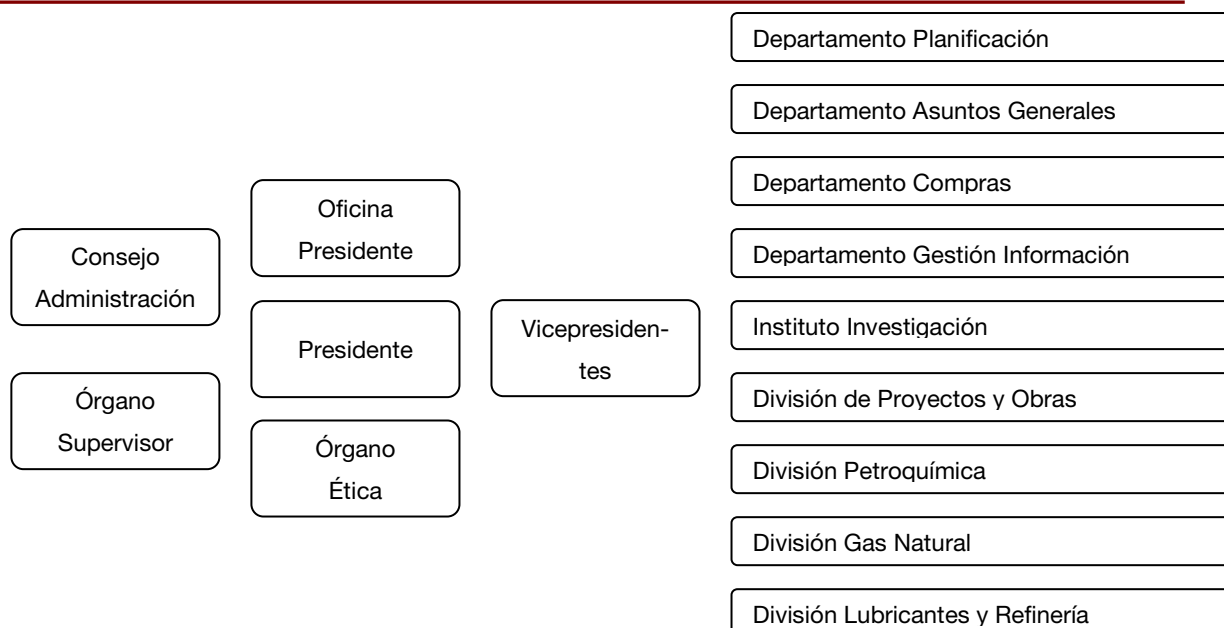 Consejo
Administración
Órgano
Supervisor
Oficina
Presidente
Presidente
Órgano
Ética
Vicepresiden-
tes
Departamento Planificación
Departamento Asuntos Generales
Departamento Compras
Departamento Gestión Información
Instituto Investigación
División de Proyectos y Obras
División Petroquímica
División Gas Natural
División Lubricantes y Refinería